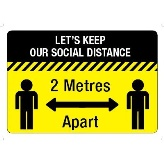 LET'S KEEP
OUR SOCIAL DISTANCE
2 Metres
Apart